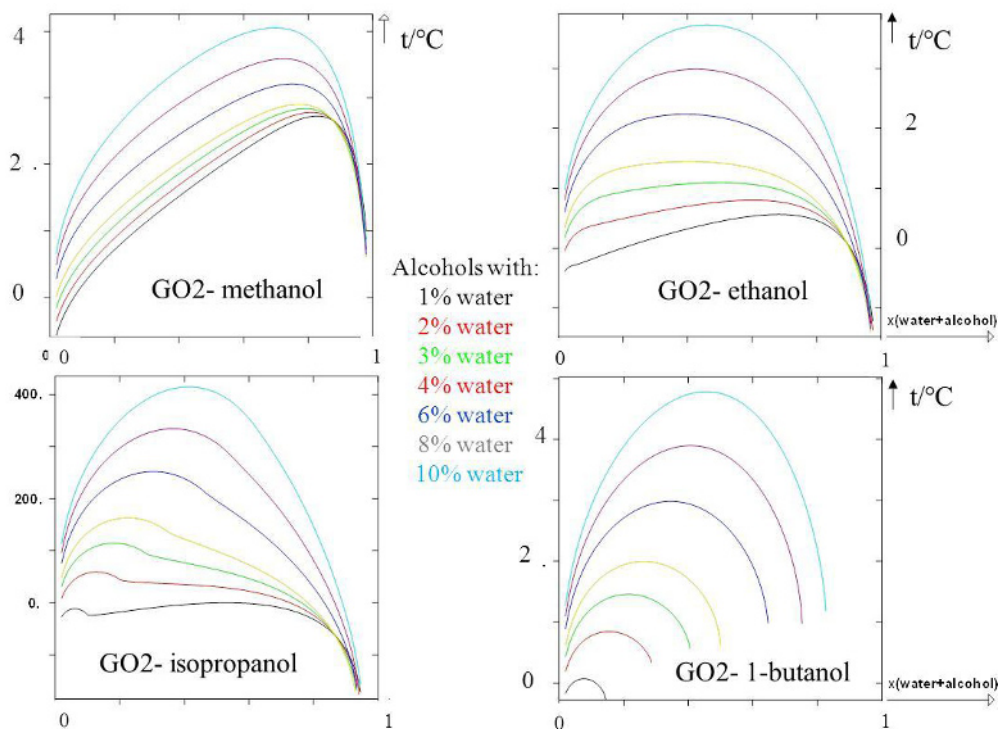 4
t/°C
2 .
0
GO2- methanol
0 0
1
t/°C
2
0
GO2- ethanol
x(water+alcohol)
0
1
Alcohols with:
1% water
2% water
3% water
4% water
6% water
8% water
10% water
400.
200.
0.
GO2- isopropanol
0
1
t/°C
4
2 .
0
GO2- 1-butanol
x(water+alcohol)
0
1